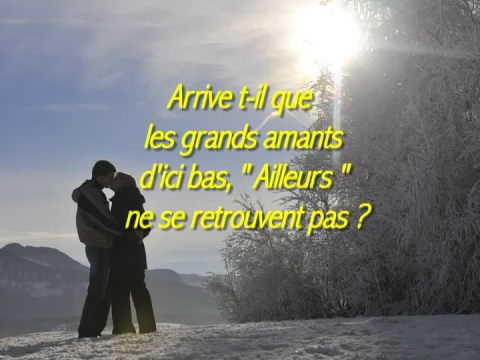 Arrive t-il que
les grands amants
d'ici bas, " Ailleurs "
ne se retrouvent pas ?